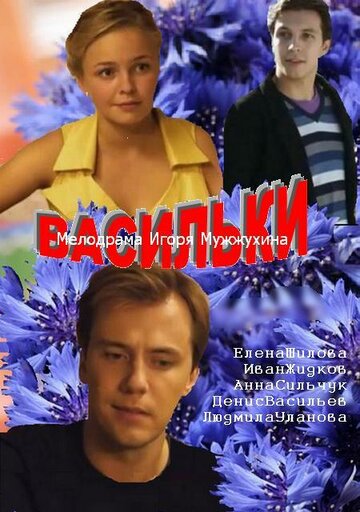 ВАСИЛЬКИ
Мелодрама Игоря Мужжухина
ЕленаШилова
ИванЖидков
АннаСильчук
ДенисВасильев
ЛюдмилаУланова